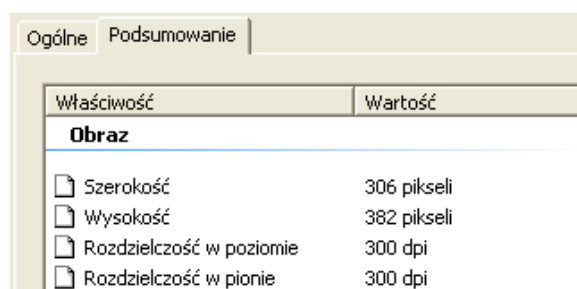 Ogólne Podsumowanie
Właściwość Wartość
Obraz
Szerokość 306 pikseli
Wysokość 382 pikseli
Rozdzielczość w poziomie 300 dpi
Rozdzielczość w pionie 300 dpi